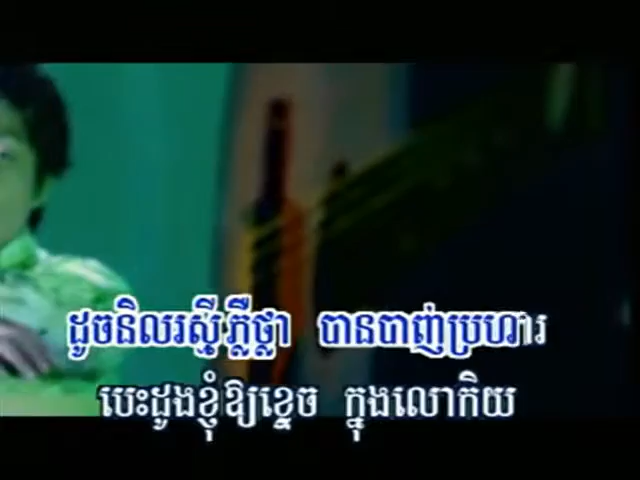 ដូចនិលរស្មីភ្លឺថ្លា បានបាញ់ប្រហារ
បេះដូងខ្ញុំឱ្យខ្ទេច ក្នុងលោកិយ